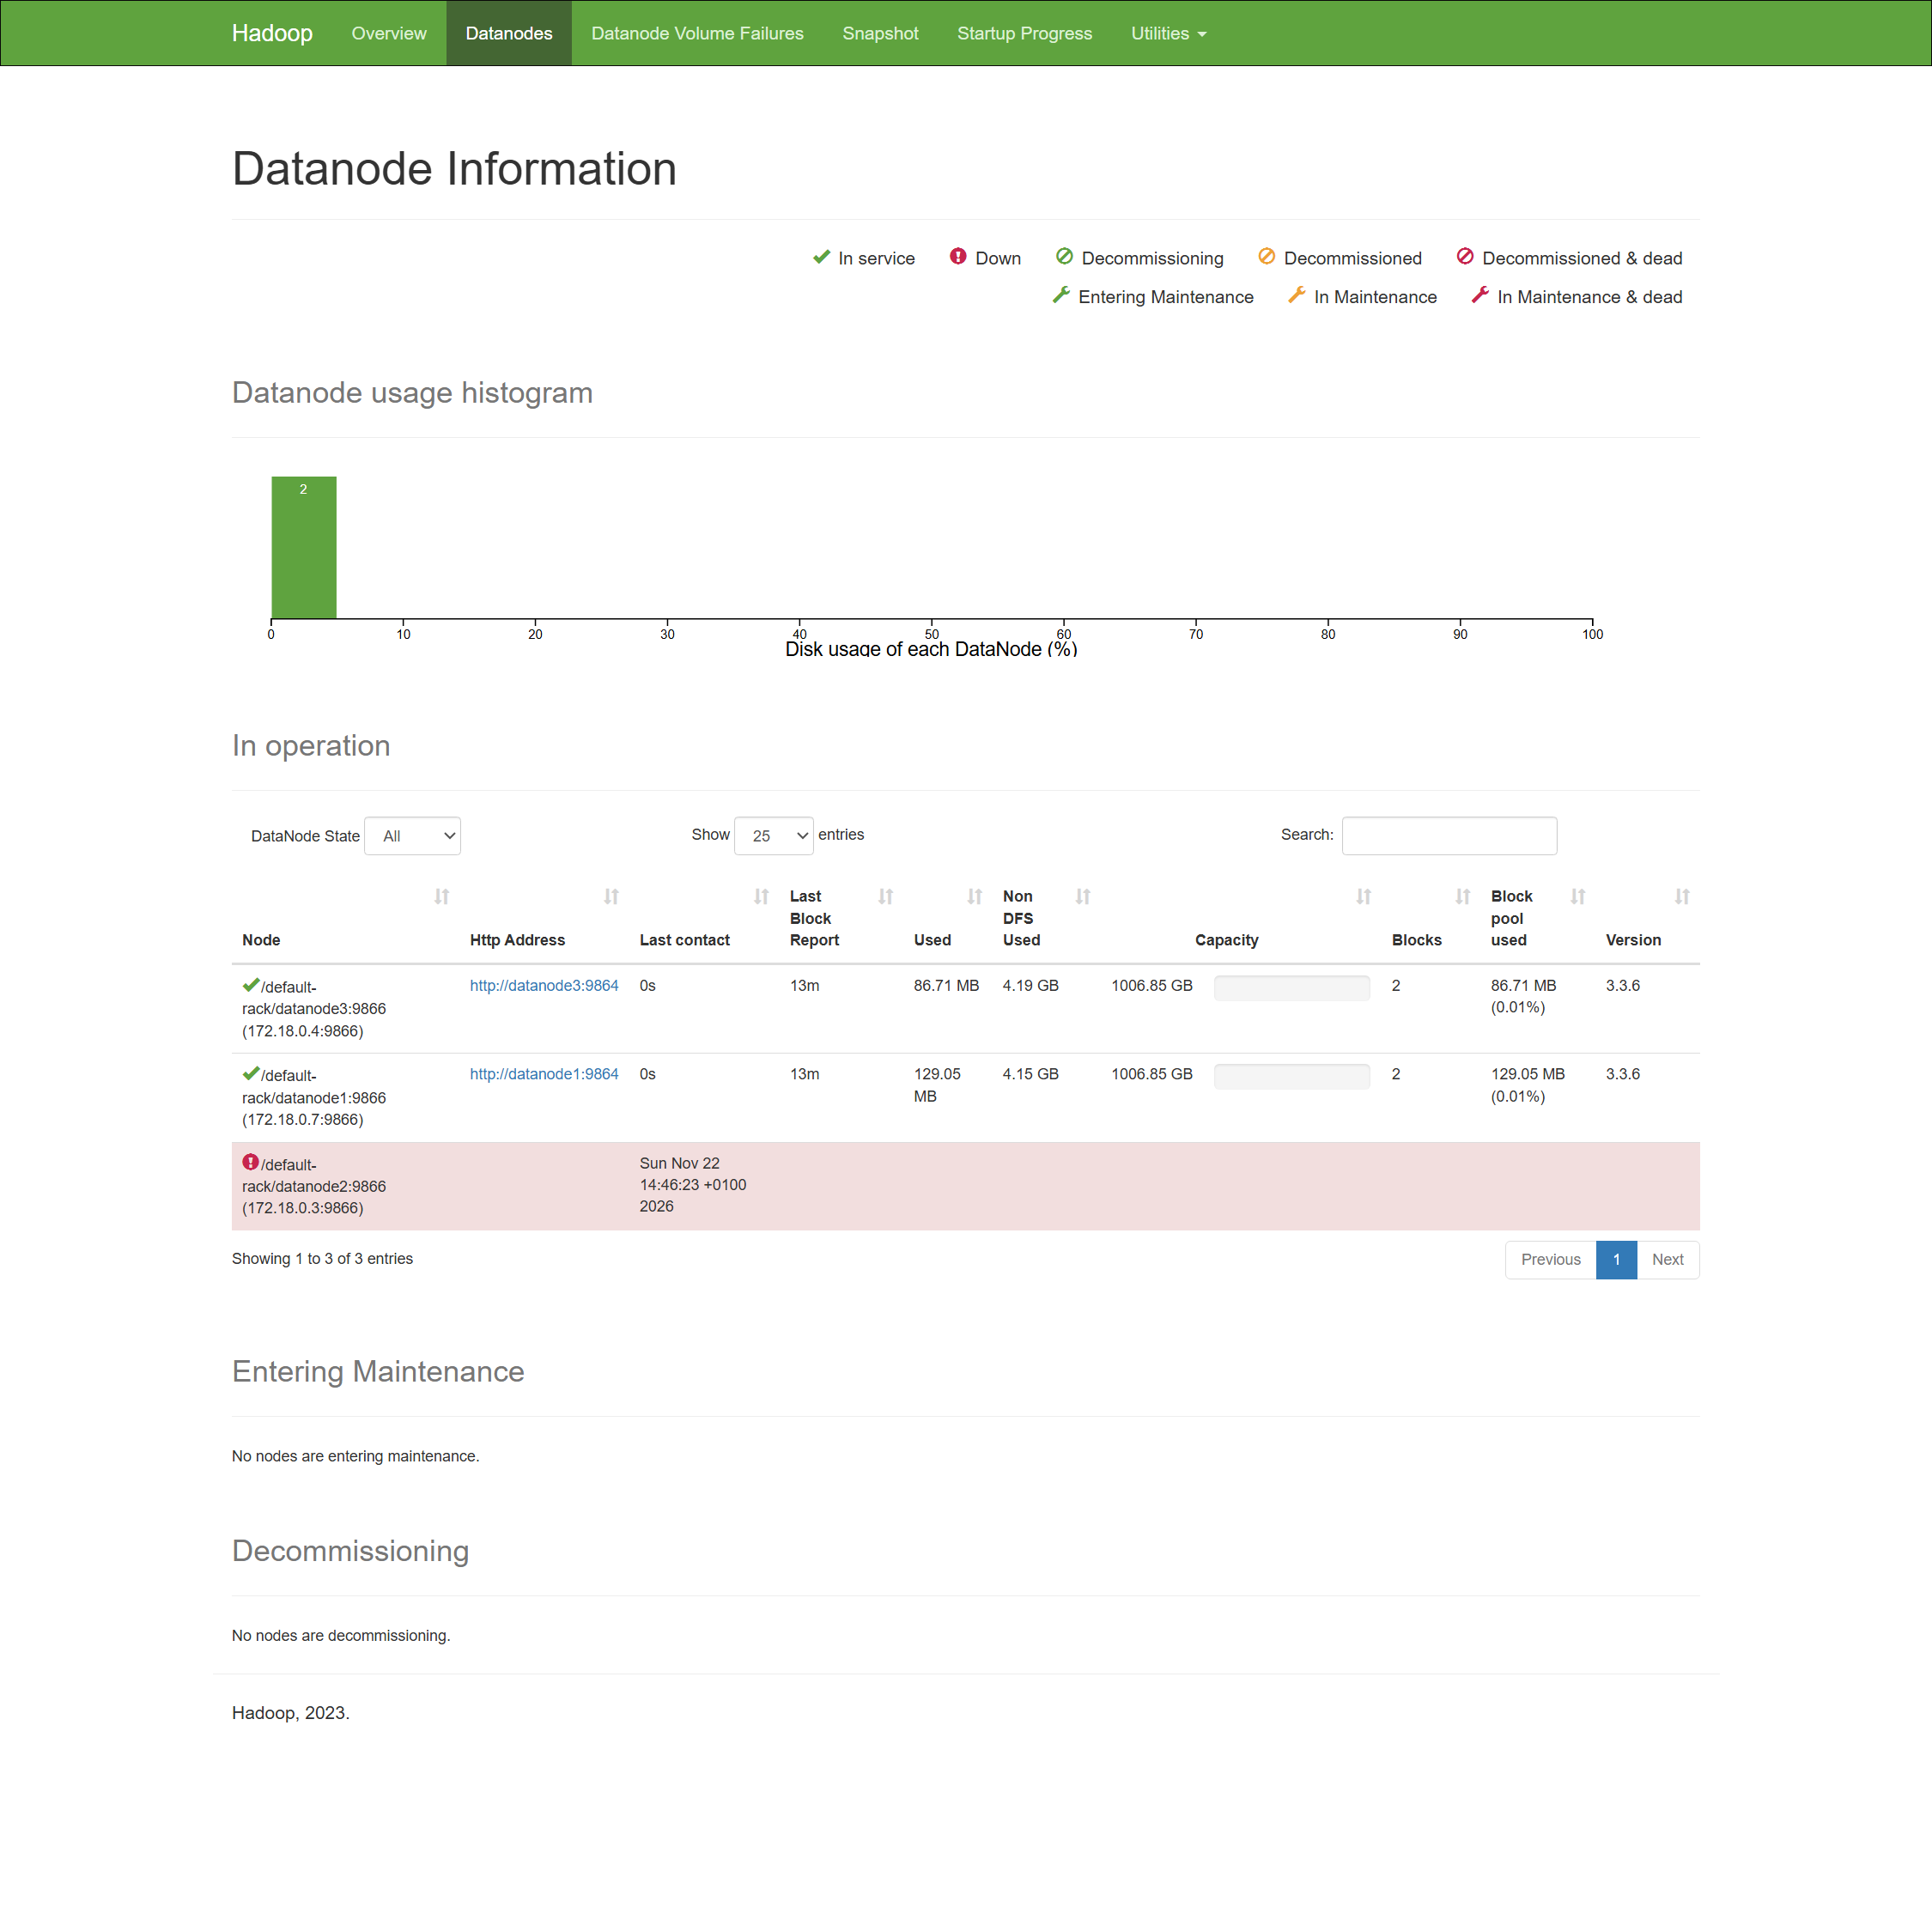 Hadoop Overview Datanodes Datanode Volume Failures Snapshot Startup Progress Utilities
Datanode Information
In service Down Decommissioning Decommissioned Decommissioned & dead
Entering Maintenance In Maintenance In Maintenance & dead
Datanode usage histogram
2
0 10 20 30 40 50 60 70 80 90 100
Disk usage of each DataNode (%)
In operation
DataNode State All Show 25 entries Search:
Node Http Address Last contact Last Block Report Used Non DFS Used Capacity Blocks Block pool used Version
/default-
rack/datanode3:9866
(172.18.0.4:9866)
http://datanode3:9864 0s 13m 86.71 MB 4.19 GB 1006.85 GB 2 86.71 MB
(0.01%)
3.3.6
/default-
rack/datanode1:9866
(172.18.0.7:9866)
http://datanode1:9864 0s 13m 129.05
MB
4.15 GB 1006.85 GB 2 129.05 MB
(0.01%)
3.3.6
/default-
rack/datanode2:9866
(172.18.0.3:9866)
Sun Nov 22
14:46:23 +0100
2026
Showing 1 to 3 of 3 entries Previous 1 Next
Entering Maintenance
No nodes are entering maintenance.
Decommissioning
No nodes are decommissioning.
Hadoop, 2023.